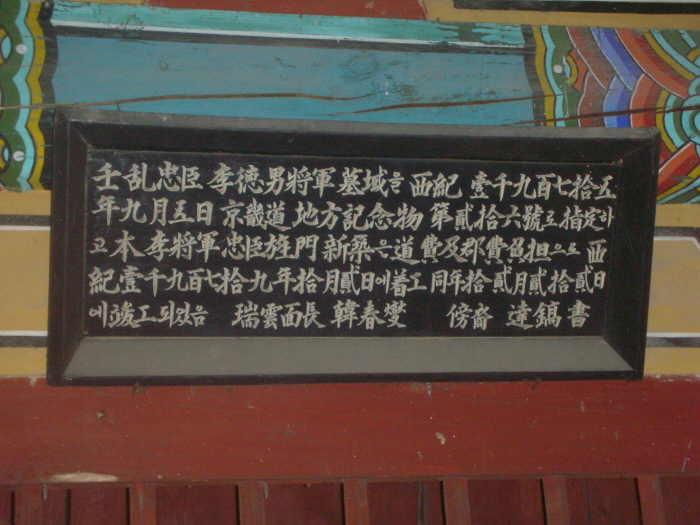 壬乱忠臣 李德男將軍 墓域은 西紀 壹千九百七拾五
年九月五日 京畿道 地方記念物 第貳拾六號로 指定하
고 本 李將軍 忠臣旌門 新築은 道費及郡費負担으로 西
紀壹千九百七拾九年拾月貳日에着工 同年拾貳月貳拾貳日
에竣工되였음 瑞雲面長 韓春燮 傍裔 達鎬 書